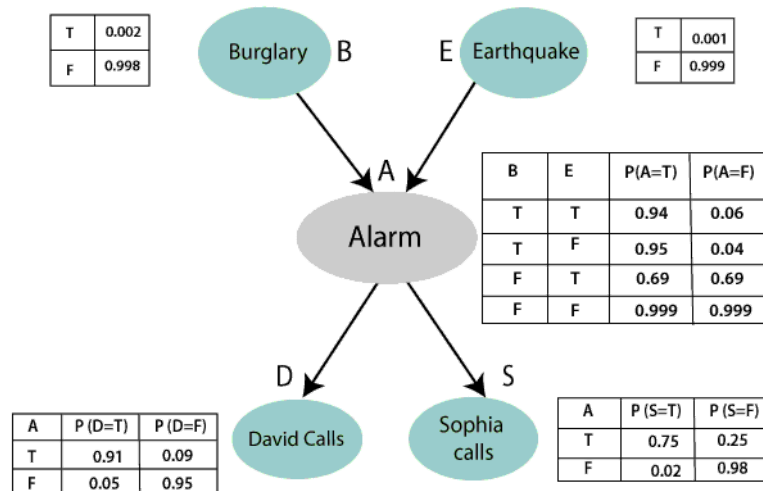 T 0.002
F 0.998
Burglary B
E Earthquake
T 0.001
F 0.999
A
Alarm
B E P(A=T) P(A=F)
T T 0.94 0.06
T F 0.95 0.04
F T 0.69 0.69
F F 0.999 0.999
D
S
David Calls
Sophia
calls
A P (D=T) P (D=F)
T 0.91 0.09
F 0.05 0.95
A P (S=T) P (S=F)
T 0.75 0.25
F 0.02 0.98